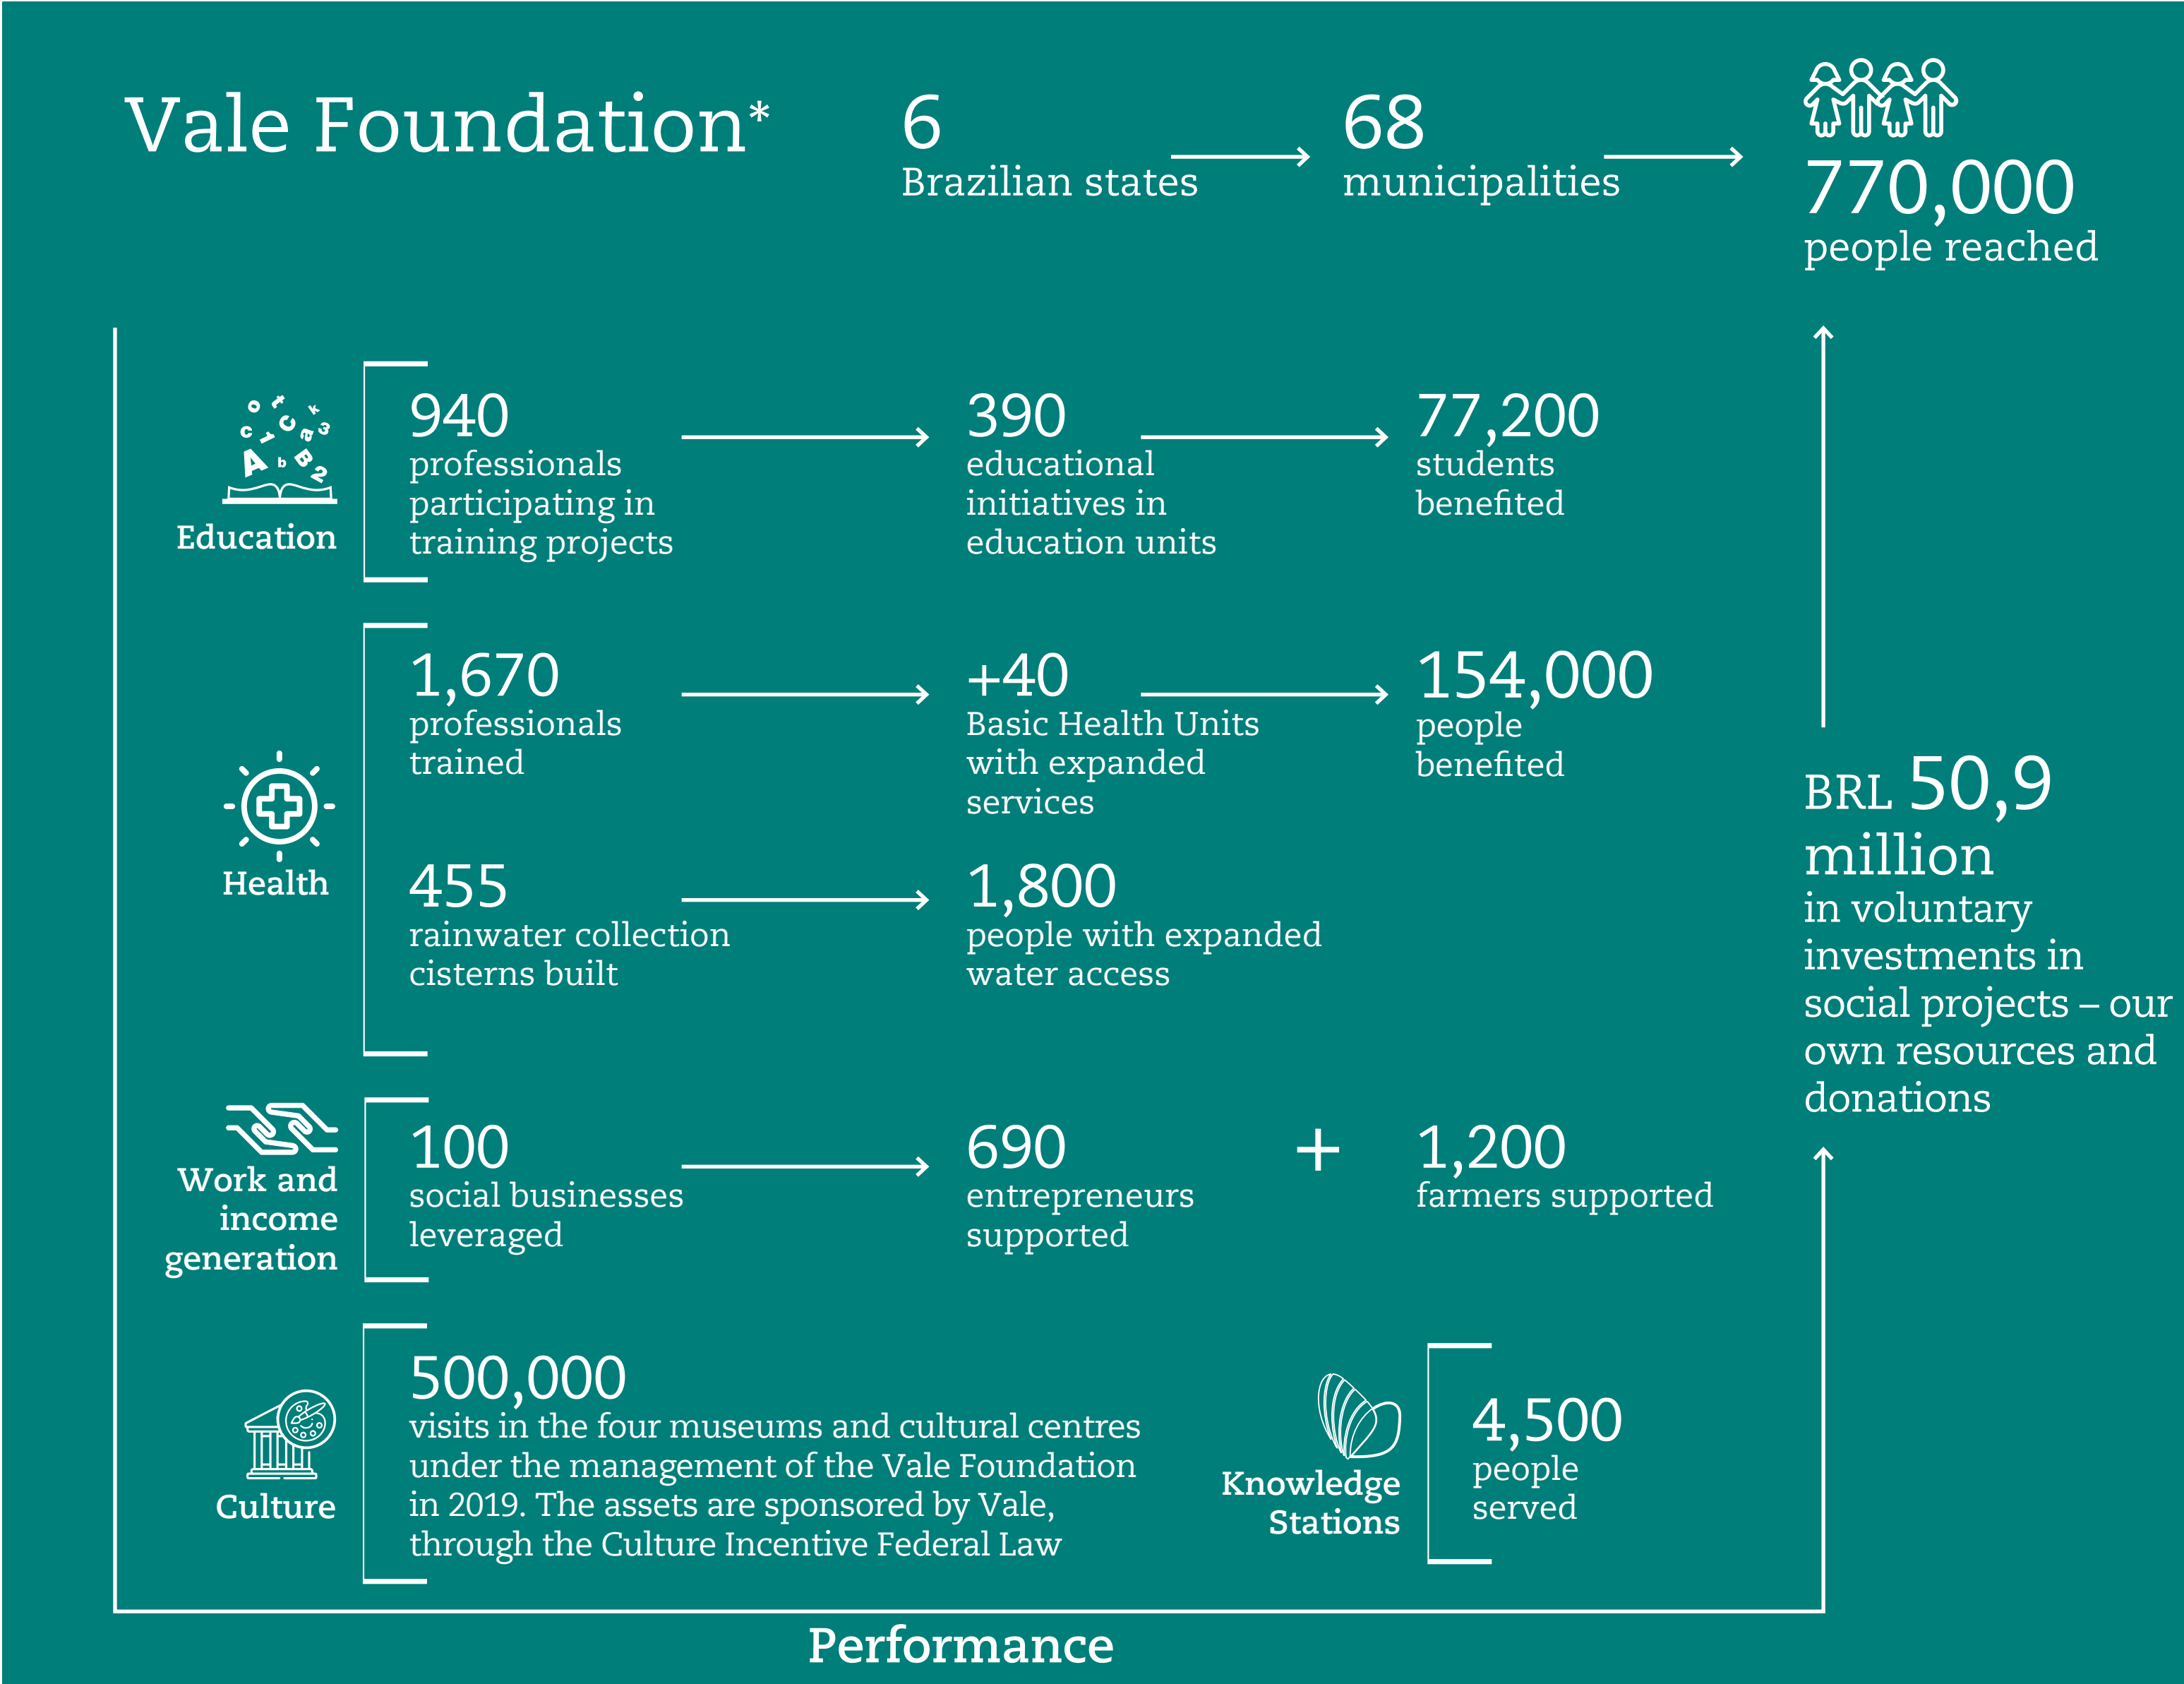 Vale Foundation*
6
Brazilian states
68
municipalities
770,000
people reached
Education
940
professionals
participating in
training projects
390
educational
initiatives in
education units
77,200
students
benefited
Health
1,670
professionals
trained
+40
Basic Health Units
with expanded
services
154,000
people
benefited
455
rainwater collection
cisterns built
1,800
people with expanded
water access
Work and
income
generation
100
social businesses
leveraged
690
entrepreneurs
supported
+
1,200
farmers supported
Culture
500,000
visits in the four museums and cultural centres
under the management of the Vale Foundation
in 2019. The assets are sponsored by Vale,
through the Culture Incentive Federal Law
Knowledge
Stations
4,500
people
served
BRL 50,9
million
in voluntary
investments in
social projects – our
own resources and
donations
Performance